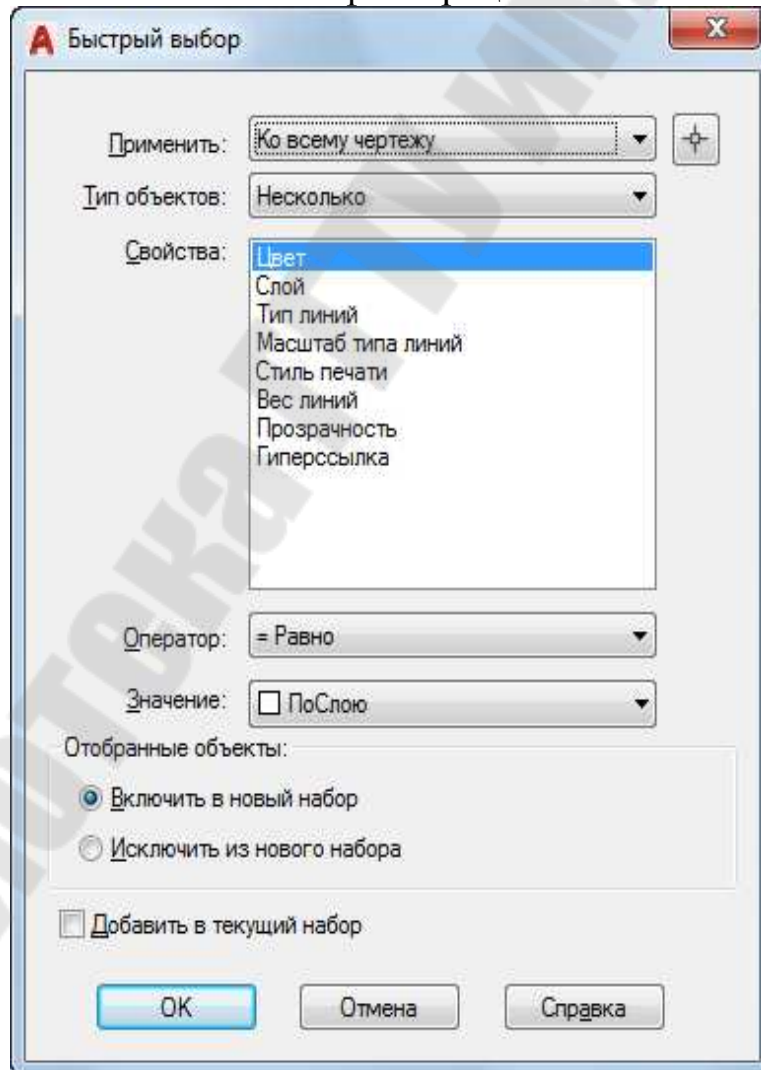 Быстрый выбор
Применить: Ко всему чертежу
Тип объектов: Несколько
Свойства: Цвет
Слой
Тип линий
Масштаб типа линий
Стиль печати
Вес линий
Прозрачность
Гиперссылка
Оператор: = Равно
Значение: ПоСлою
Отобранные объекты:
Включить в новый набор
Исключить из нового набора
Добавить в текущий набор
OK Отмена Справка